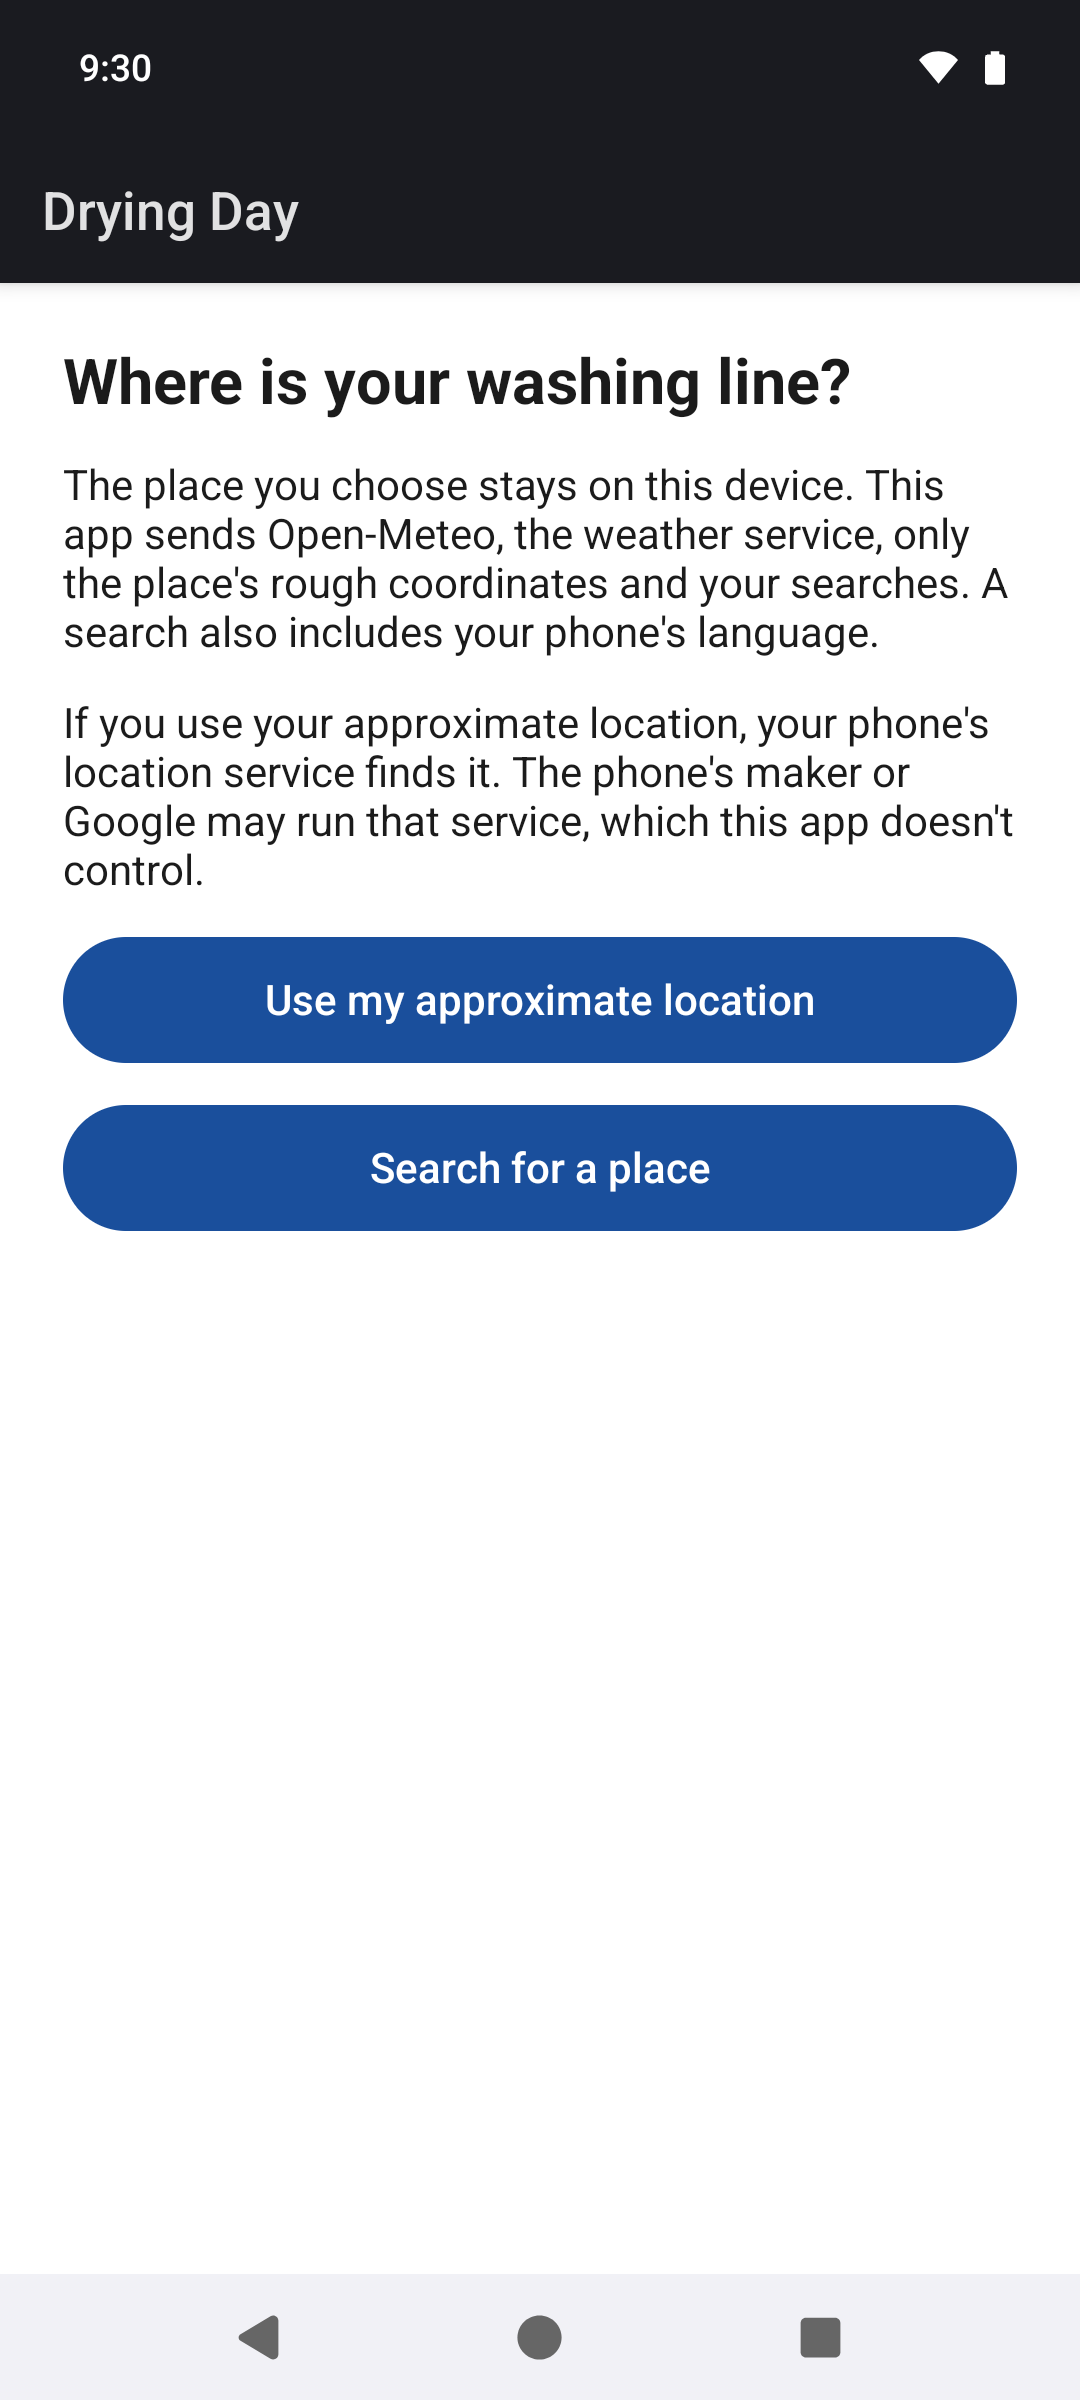 9:30
Drying Day
Where is your washing line?
The place you choose stays on this device. This
app sends Open-Meteo, the weather service, only
the place's rough coordinates and your searches. A
search also includes your phone's language.
If you use your approximate location, your phone's
location service finds it. The phone's maker or
Google may run that service, which this app doesn't
control.
Use my approximate location
Search for a place